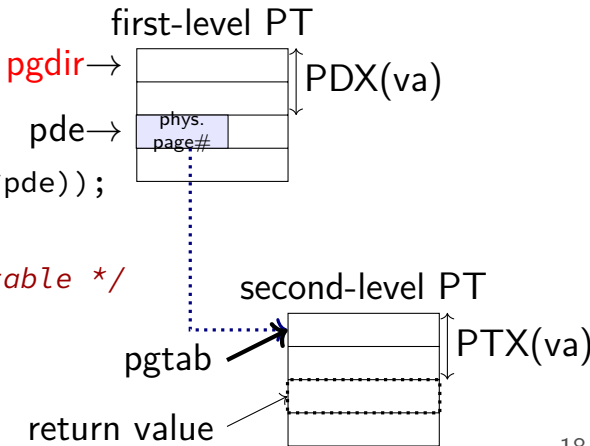 first-level PT
pgdir→
PDX(va)
pde→
phys.
page#
pde));
able */
second-level PT
PTX(va)
pgtab
return value
18